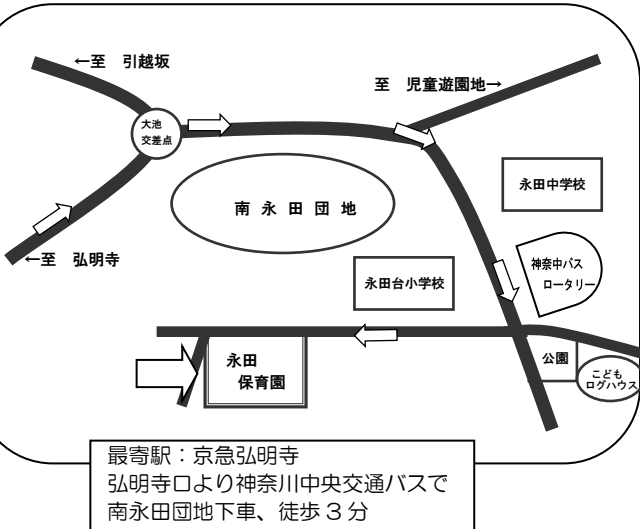 ←至　引越坂
至　児童遊園地→
大池
交差点
永田中学校
南 永 田 団 地
神奈中バス
ロータリー
←至　弘明寺
永田台小学校
永田
保育園
公園
こども
ログハウス
最寄駅：京急弘明寺
弘明寺口より神奈川中央交通バスで
南永田団地下車、徒歩３分